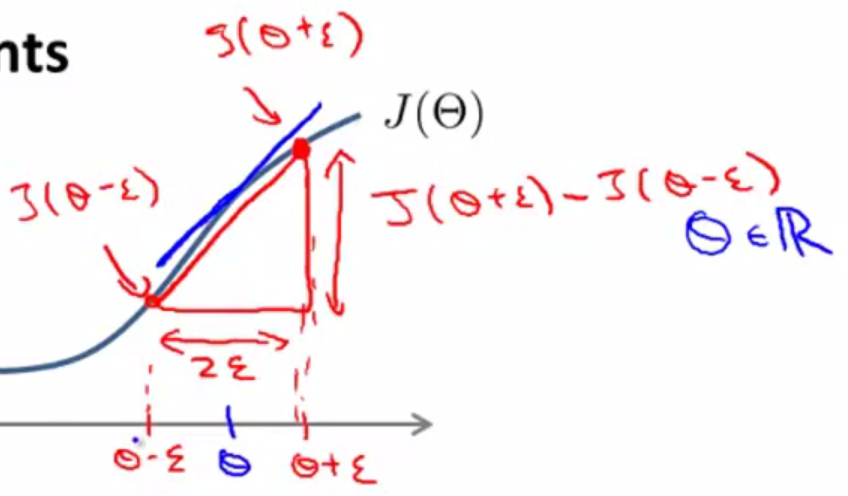 nts
J(θ+ε)
J(Θ)
J(θ-ε)
J(θ+ε)-J(θ-ε)
θ∈ℝ
2ε
θ-ε θ θ+ε